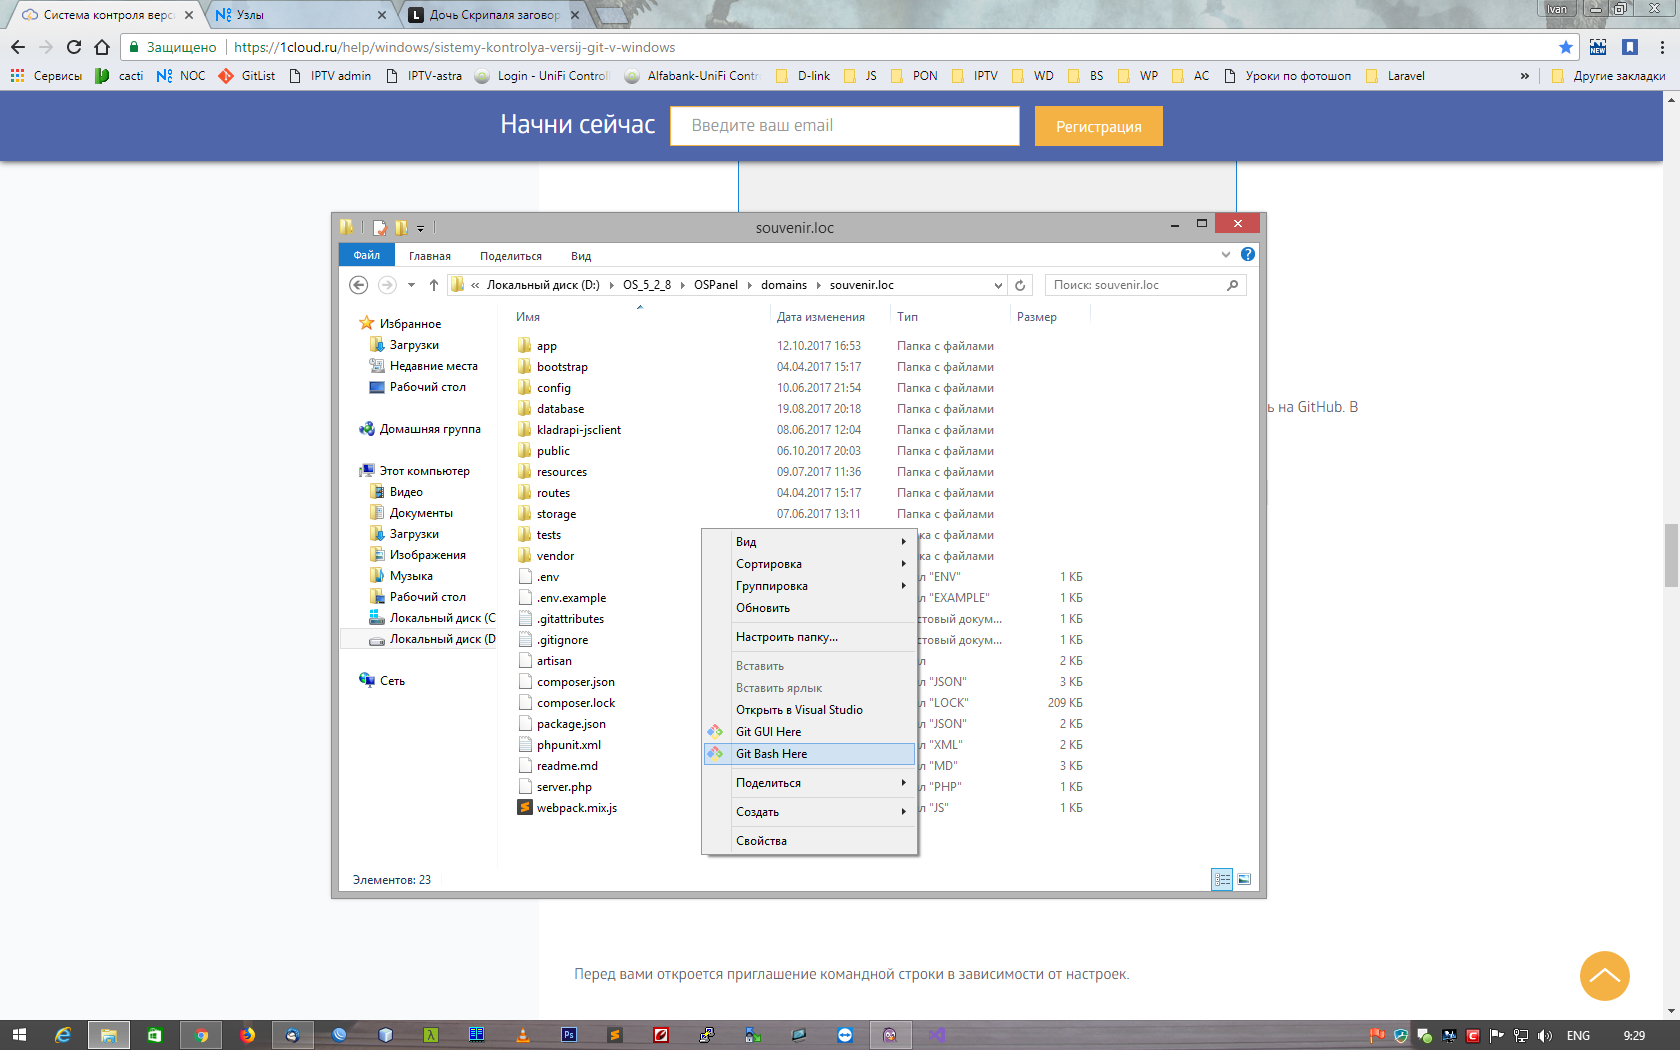 Система контроля верс
Узлы
Дочь Скрипаля заговор
Ivan
Защищено
https://1cloud.ru/help/windows/sistemy-kontrolya-versij-git-v-windows
NEW
Сервисы
cacti
NOC
GitList
IPTV admin
IPTV-astra
Login - UniFi Controll
Alfabank-UniFi Contr
D-link
JS
PON
IPTV
WD
BS
WP
AC
Уроки по фотошоп
Laravel
»
Другие закладки
Начни сейчас
Введите ваш email
Регистрация
souvenir.loc
Файл
Главная
Поделиться
Вид
« Локальный диск (D:) ▸ OS_5_2_8 ▸ OSPanel ▸ domains ▸ souvenir.loc
Поиск: souvenir.loc
Имя
Дата изменения
Тип
Размер
Избранное
Загрузки
Недавние места
Рабочий стол
Домашняя группа
Этот компьютер
Видео
Документы
Загрузки
Изображения
Музыка
Рабочий стол
Локальный диск (C
Локальный диск (D
Сеть
app 12.10.2017 16:53 Папка с файлами
bootstrap 04.04.2017 15:17 Папка с файлами
config 10.06.2017 21:54 Папка с файлами
database 19.08.2017 20:18 Папка с файлами
kladrapi-jsclient 08.06.2017 12:04 Папка с файлами
public 06.10.2017 20:03 Папка с файлами
resources 09.07.2017 11:36 Папка с файлами
routes 04.04.2017 15:17 Папка с файлами
storage 07.06.2017 13:11 Папка с файлами
tests ка с файлами
vendor ка с файлами
.env л "ENV" 1 КБ
.env.example л "EXAMPLE" 1 КБ
.gitattributes стовый докум... 1 КБ
.gitignore стовый докум... 1 КБ
artisan л 2 КБ
composer.json л "JSON" 3 КБ
composer.lock л "LOCK" 209 КБ
package.json л "JSON" 2 КБ
phpunit.xml л "XML" 2 КБ
readme.md л "MD" 3 КБ
server.php л "PHP" 1 КБ
webpack.mix.js л "JS" 1 КБ
Вид
Сортировка
Группировка
Обновить
Настроить папку...
Вставить
Вставить ярлык
Открыть в Visual Studio
Git GUI Here
Git Bash Here
Поделиться
Создать
Свойства
Элементов: 23
ь на GitHub. В
Перед вами откроется приглашение командной строки в зависимости от настроек.
Ps
ENG
9:29